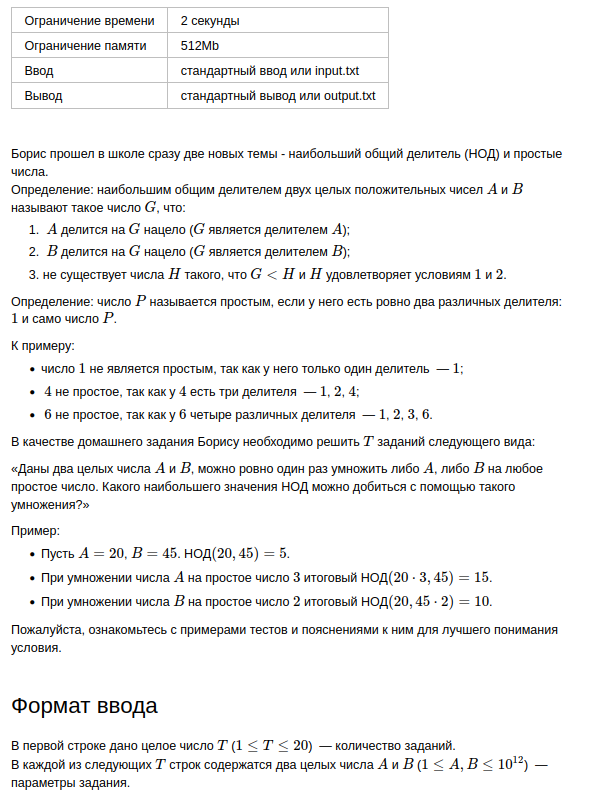 Ограничение времени 2 секунды
Ограничение памяти 512Mb
Ввод стандартный ввод или input.txt
Вывод стандартный вывод или output.txt
Борис прошел в школе сразу две новых темы - наибольший общий делитель (НОД) и простые
числа.
Определение: наибольшим общим делителем двух целых положительных чисел A и B
называют такое число G, что:
1. A делится на G нацело (G является делителем A);
2. B делится на G нацело (G является делителем B);
3. не существует числа H такого, что G < H и H удовлетворяет условиям 1 и 2.
Определение: число P называется простым, если у него есть ровно два различных делителя:
1 и само число P.
К примеру:
• число 1 не является простым, так как у него только один делитель — 1;
• 4 не простое, так как у 4 есть три делителя — 1, 2, 4;
• 6 не простое, так как у 6 четыре различных делителя — 1, 2, 3, 6.
В качестве домашнего задания Борису необходимо решить T заданий следующего вида:
«Даны два целых числа A и B, можно ровно один раз умножить либо A, либо B на любое
простое число. Какого наибольшего значения НОД можно добиться с помощью такого
умножения?»
Пример:
• Пусть A = 20, B = 45. НОД(20, 45) = 5.
• При умножении числа A на простое число 3 итоговый НОД(20 · 3, 45) = 15.
• При умножении числа B на простое число 2 итоговый НОД(20, 45 · 2) = 10.
Пожалуйста, ознакомьтесь с примерами тестов и пояснениями к ним для лучшего понимания
условия.
Формат ввода
В первой строке дано целое число T (1 ≤ T ≤ 20) — количество заданий.
В каждой из следующих T строк содержатся два целых числа A и B (1 ≤ A, B ≤ 10¹²) —
параметры задания.